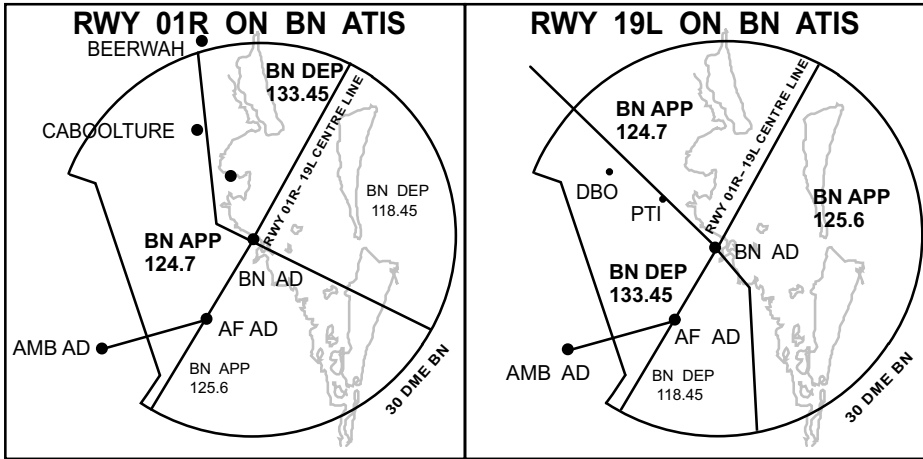 RWY 01R ON BN ATIS
BEERWAH
BN DEP
133.45
CABOOLTURE
RWY 01R–19L CENTRE LINE
BN DEP
118.45
BN APP
124.7
BN AD
AF AD
AMB AD
BN APP
125.6
30 DME BN
RWY 19L ON BN ATIS
BN APP
124.7
RWY 01R–19L CENTRE LINE
DBO
PTI
BN APP
125.6
BN AD
BN DEP
133.45
AF AD
AMB AD
BN DEP
118.45
30 DME BN